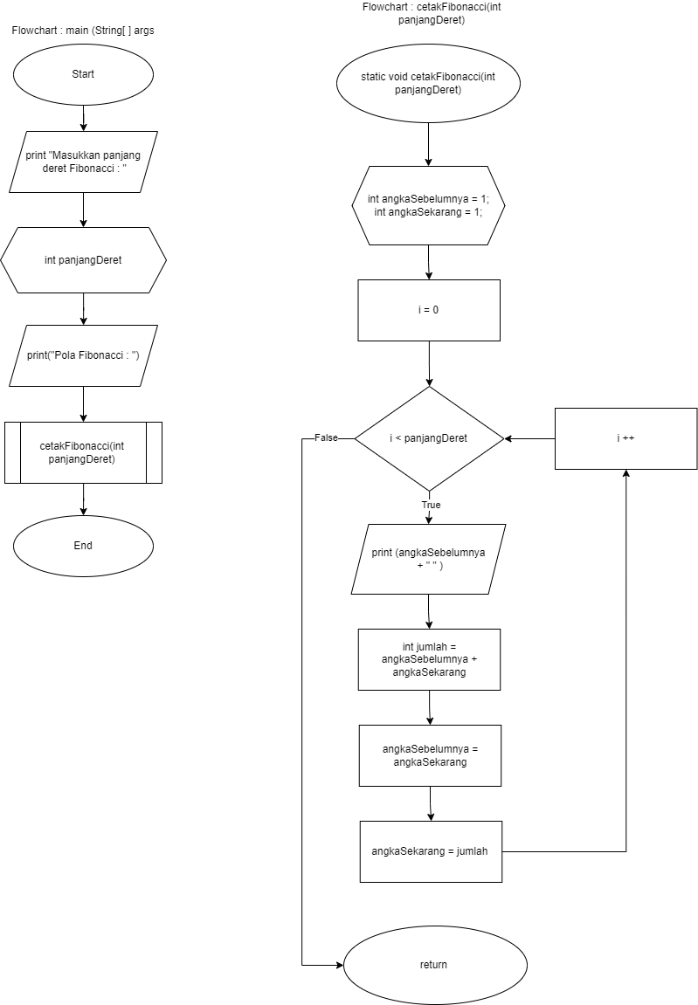 Flowchart : main (String[ ] args
Start
print "Masukkan panjang
deret Fibonacci : "
int panjangDeret
print("Pola Fibonacci : ")
cetakFibonacci(int
panjangDeret)
End
Flowchart : cetakFibonacci(int
panjangDeret)
static void cetakFibonacci(int
panjangDeret)
int angkaSebelumnya = 1;
int angkaSekarang = 1;
i = 0
i < panjangDeret
False
i ++
True
print (angkaSebelumnya
+ " " )
int jumlah =
angkaSebelumnya +
angkaSekarang
angkaSebelumnya =
angkaSekarang
angkaSekarang = jumlah
return